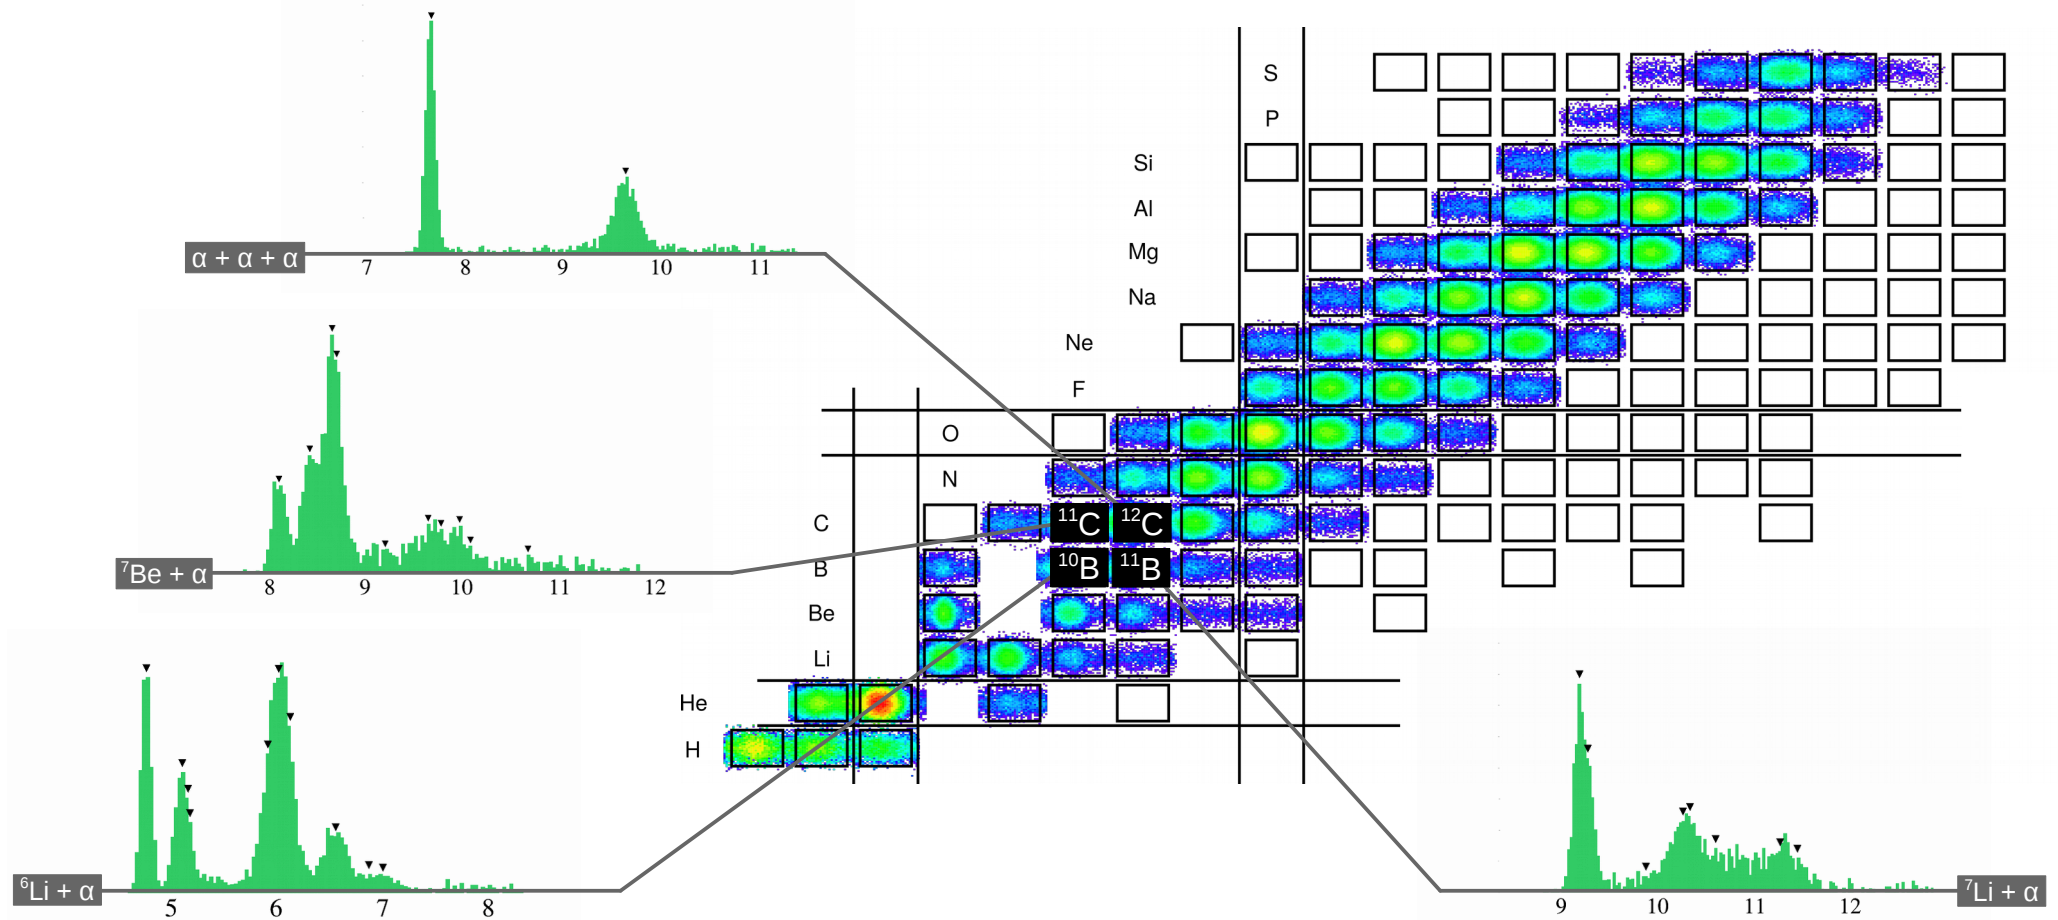 S
P
Si
Al
Mg
Na
Ne
F
O
N
C
B
Be
Li
He
H
¹¹C
¹²C
¹⁰B
¹¹B
α + α + α
7 8 9 10 11
⁷Be + α
8 9 10 11 12
⁶Li + α
5 6 7 8
⁷Li + α
9 10 11 12